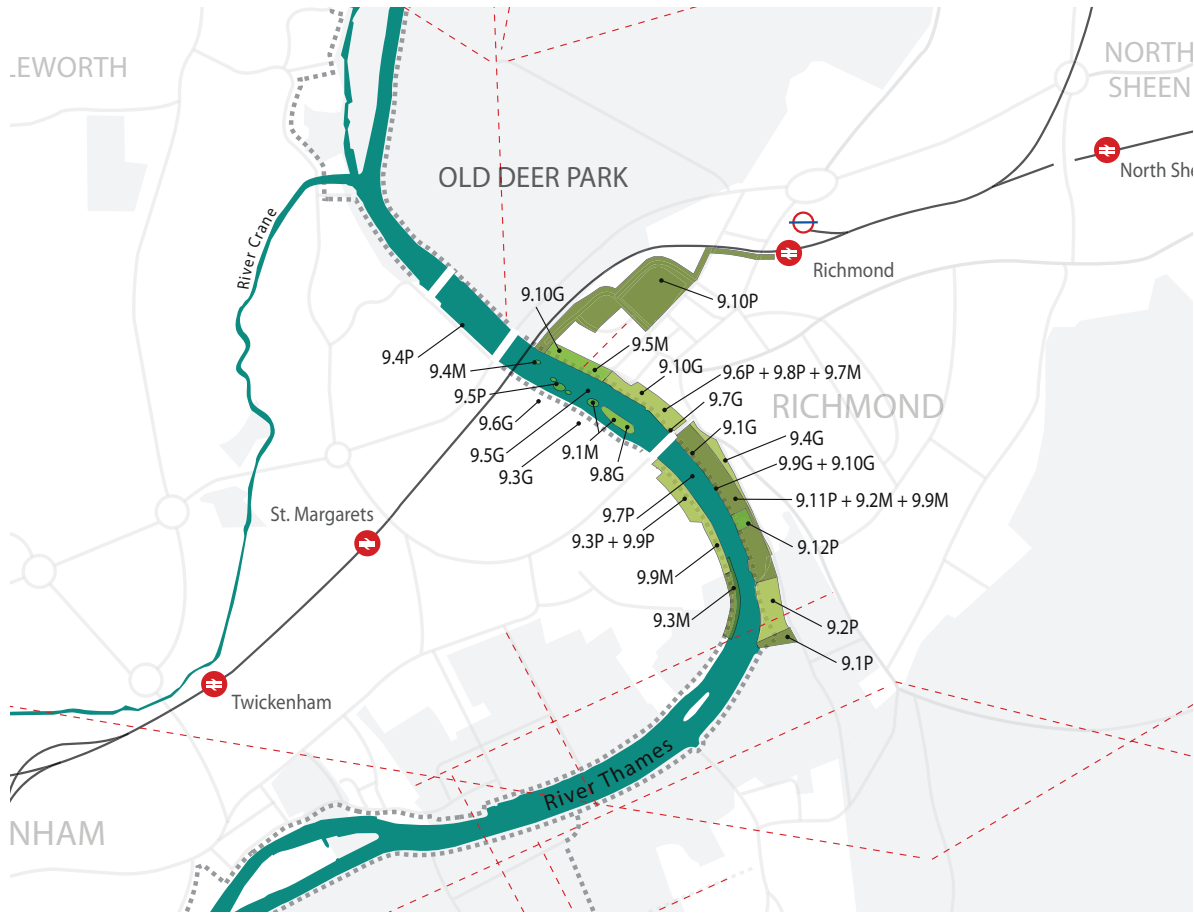 LEWORTH
NORTH
SHEEN
North She
OLD DEER PARK
River Crane
Richmond
9.10G
9.10P
9.4P
9.4M
9.5M
9.10G
9.6P + 9.8P + 9.7M
9.5P
9.7G
RICHMOND
9.6G
9.1G
9.5G
9.1M
9.4G
9.3G
9.8G
9.9G + 9.10G
9.11P + 9.2M + 9.9M
St. Margarets
9.7P
9.3P + 9.9P
9.12P
9.9M
9.3M
9.2P
9.1P
Twickenham
River Thames
NHAM